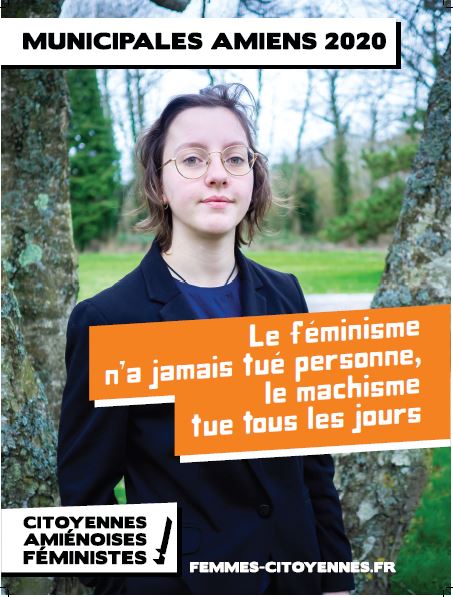 MUNICIPALES AMIENS 2020
Le féminisme
n'a jamais tué personne,
le machisme
tue tous les jours
CITOYENNES
AMIÉNOISES
FÉMINISTES !
FEMMES-CITOYENNES.FR